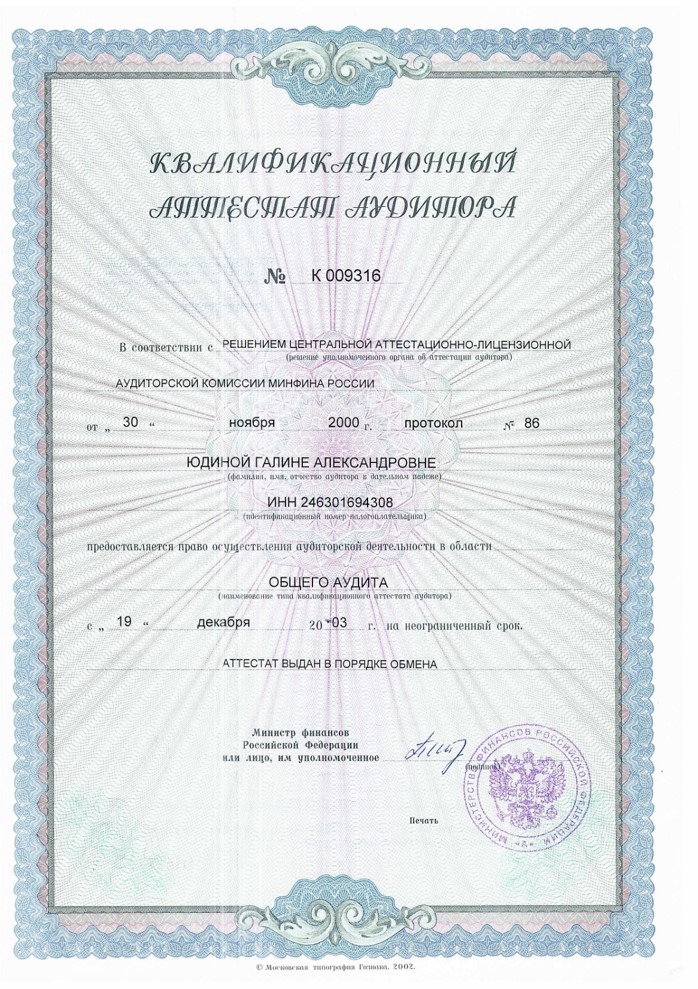 КВАЛИФИКАЦИОННЫЙ
АТТЕСТАТ АУДИТОРА
№ К 009316
В соответствии с РЕШЕНИЕМ ЦЕНТРАЛЬНОЙ АТТЕСТАЦИОННО-ЛИЦЕНЗИОННОЙ
(решение уполномоченного органа об аттестации аудитора)
АУДИТОРСКОЙ КОМИССИИ МИНФИНА РОССИИ
от „ 30 “ ноября 2000 г. протокол № 86
ЮДИНОЙ ГАЛИНЕ АЛЕКСАНДРОВНЕ
(фамилия, имя, отчество аудитора в дательном падеже)
ИНН 246301694308
(идентификационный номер налогоплательщика)
предоставляется право осуществления аудиторской деятельности в области
ОБЩЕГО АУДИТА
(наименование типа квалификационного аттестата аудитора)
с „ 19 “ декабря 20 03 г. на неограниченный срок.
АТТЕСТАТ ВЫДАН В ПОРЯДКЕ ОБМЕНА
Министр финансов
Российской Федерации
или лицо, им уполномоченное
(подпись)
Печать
МИНИСТЕРСТВО ФИНАНСОВ РОССИЙСКОЙ ФЕДЕРАЦИИ
© Московская типография Гознака. 2002.